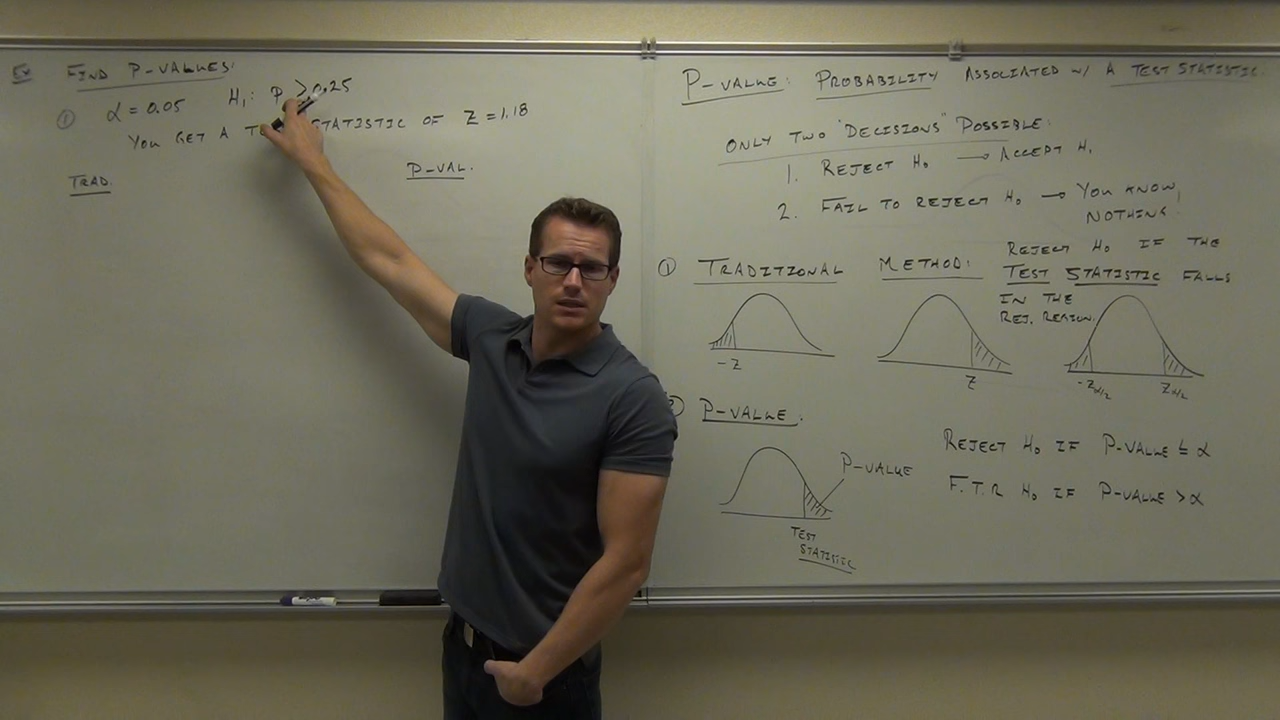 Ex FIND P-VALUES:
① α = 0.05 H₁: P > 0.25
YOU GET A STATISTIC OF Z = 1.18
TRAD. P-VAL.
P-VALUE: PROBABILITY ASSOCIATED W/ A TEST STATISTIC.
ONLY TWO "DECISIONS" POSSIBLE:
1. REJECT H₀ → ACCEPT H₁
2. FAIL TO REJECT H₀ → YOU KNOW
NOTHING!
① TRADITIONAL METHOD: REJECT H₀ IF THE
TEST STATISTIC FALLS
IN THE
REJ. REGION.
-Z Z -Zα/2 Zα/2
P-VALUE:
P-VALUE
TEST
STATISTIC
REJECT H₀ IF P-VALUE ≤ α
F.T.R H₀ IF P-VALUE > α